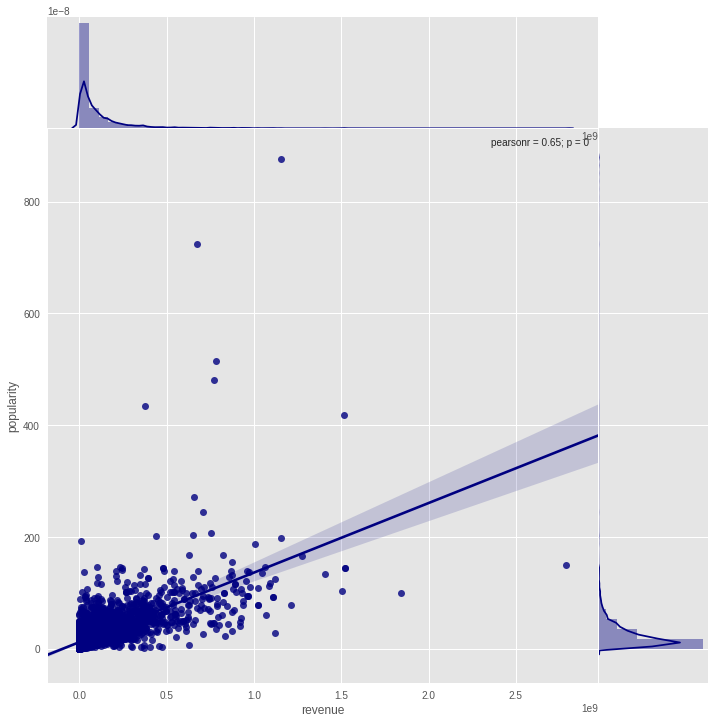 1e−8
1e9
pearsonr = 0.65; p = 0
800
600
400
200
0
popularity
0.0 0.5 1.0 1.5 2.0 2.5
1e9
revenue